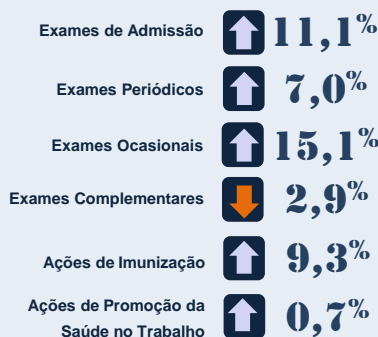 Exames de Admissão 11,1%
Exames Periódicos 7,0%
Exames Ocasionais 15,1%
Exames Complementares 2,9%
Ações de Imunização 9,3%
Ações de Promoção da
Saúde no Trabalho 0,7%